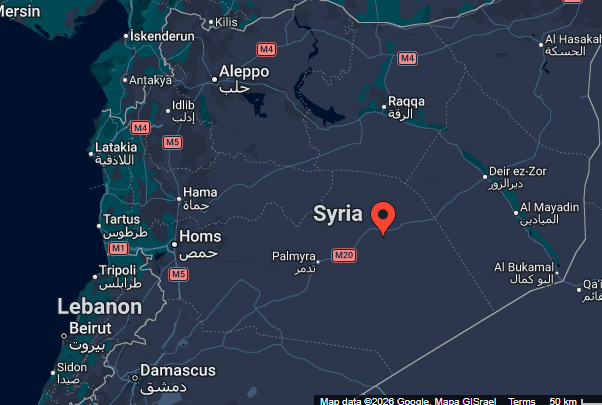 Mersin
Kilis
İskenderun
Al Hasakah
الحسكة
M4
M4
Aleppo
حلب
Antakya
Idlib
إدلب
Raqqa
الرقة
M4
M5
Latakia
اللاذقية
Deir ez-Zor
ديرالزور
Hama
حماة
Al Mayadin
الميادين
Syria
Tartus
طرطوس
Homs
حمص
M1
Palmyra
تدمر
M20
Tripoli
طرابلس
M5
Al Bukamal
البو كمال
Qa'i
قائم
Lebanon
Beirut
بيروت
Sidon
صيدا
Damascus
دمشق
Map data ©2026 Google, Mapa GISrael Terms 50 km